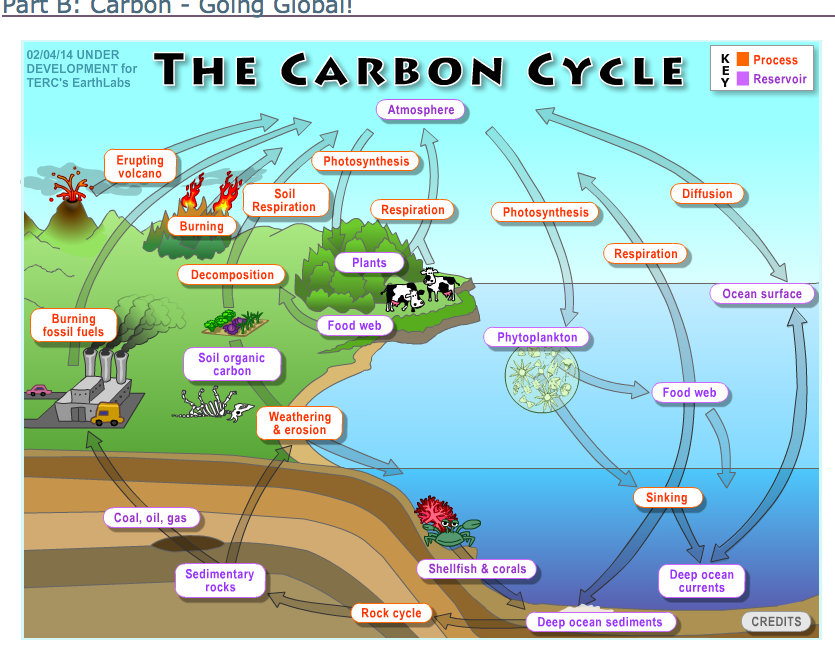 Part B: Carbon - Going Global!
02/04/14 UNDER
DEVELOPMENT for
TERC's EarthLabs
THE CARBON CYCLE
KEY
Process
Reservoir
Atmosphere
Erupting
volcano
Photosynthesis
Soil
Respiration
Respiration
Photosynthesis
Diffusion
Burning
Plants
Respiration
Decomposition
Ocean surface
Burning
fossil fuels
Food web
Phytoplankton
Soil organic
carbon
Food web
Weathering
& erosion
Sinking
Coal, oil, gas
Sedimentary
rocks
Shellfish & corals
Deep ocean
currents
Rock cycle
Deep ocean sediments
CREDITS